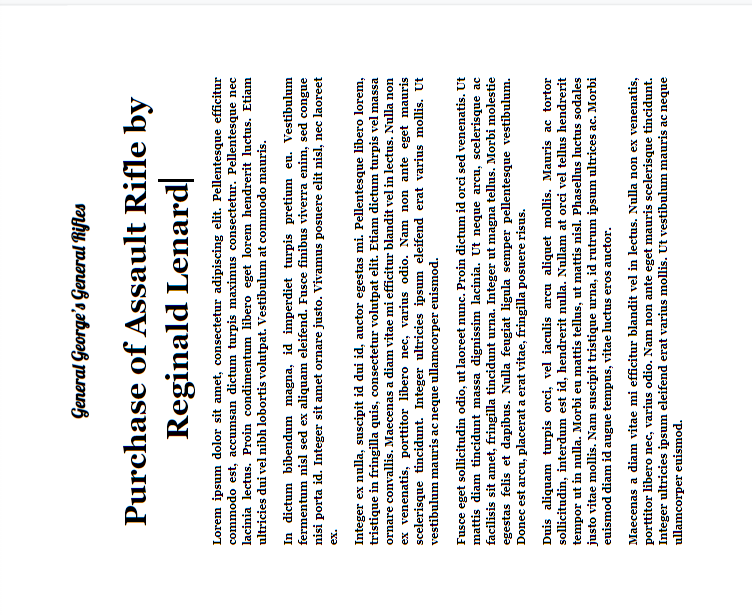 General George's General Rifles
Purchase of Assault Rifle by
Reginald Lenard
Lorem ipsum dolor sit amet, consectetur adipiscing elit. Pellentesque efficitur
commodo est, accumsan dictum turpis maximus consectetur. Pellentesque nec
lacinia lectus. Proin condimentum libero eget lorem hendrerit luctus. Etiam
ultricies dui vel nibh lobortis volutpat. Vestibulum at commodo mauris.
In dictum bibendum magna, id imperdiet turpis pretium eu. Vestibulum
fermentum nisl sed ex aliquam eleifend. Fusce finibus viverra enim, sed congue
nisi porta id. Integer sit amet ornare justo. Vivamus posuere elit nisl, nec laoreet
ex.
Integer ex nulla, suscipit id dui id, auctor egestas mi. Pellentesque libero lorem,
tristique in fringilla quis, consectetur volutpat elit. Etiam dictum turpis vel massa
ornare convallis. Maecenas a diam vitae mi efficitur blandit vel in lectus. Nulla non
ex venenatis, porttitor libero nec, varius odio. Nam non ante eget mauris
scelerisque tincidunt. Integer ultricies ipsum eleifend erat varius mollis. Ut
vestibulum mauris ac neque ullamcorper euismod.
Fusce eget sollicitudin odio, ut laoreet nunc. Proin dictum id orci sed venenatis. Ut
mattis diam tincidunt massa dignissim lacinia. Ut neque arcu, scelerisque ac
facilisis sit amet, fringilla tincidunt urna. Integer ut magna tellus. Morbi molestie
egestas felis et dapibus. Nulla feugiat ligula semper pellentesque vestibulum.
Donec est arcu, placerat a erat vitae, fringilla posuere risus.
Duis aliquam turpis orci, vel iaculis arcu aliquet mollis. Mauris ac tortor
sollicitudin, interdum est id, hendrerit nulla. Nullam at orci vel tellus hendrerit
tempor ut in nulla. Morbi eu mattis tellus, ut mattis nisl. Phasellus luctus sodales
justo vitae mollis. Nam suscipit tristique urna, id rutrum ipsum ultrices ac. Morbi
euismod diam id augue tempus, vitae luctus eros auctor.
Maecenas a diam vitae mi efficitur blandit vel in lectus. Nulla non ex venenatis,
porttitor libero nec, varius odio. Nam non ante eget mauris scelerisque tincidunt.
Integer ultricies ipsum eleifend erat varius mollis. Ut vestibulum mauris ac neque
ullamcorper euismod.